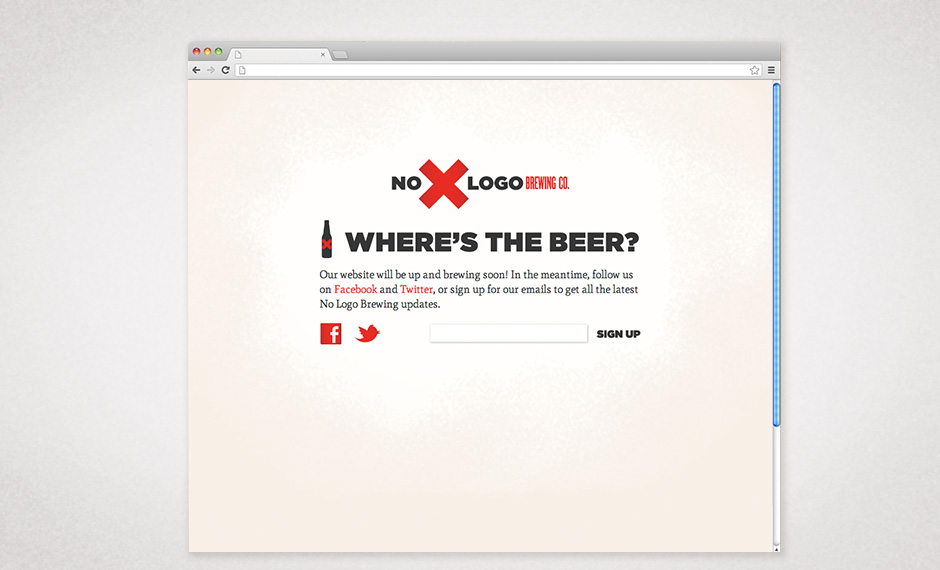 NO LOGO BREWING CO.
WHERE'S THE BEER?
Our website will be up and brewing soon! In the meantime, follow us
on Facebook and Twitter, or sign up for our emails to get all the latest
No Logo Brewing updates.
SIGN UP